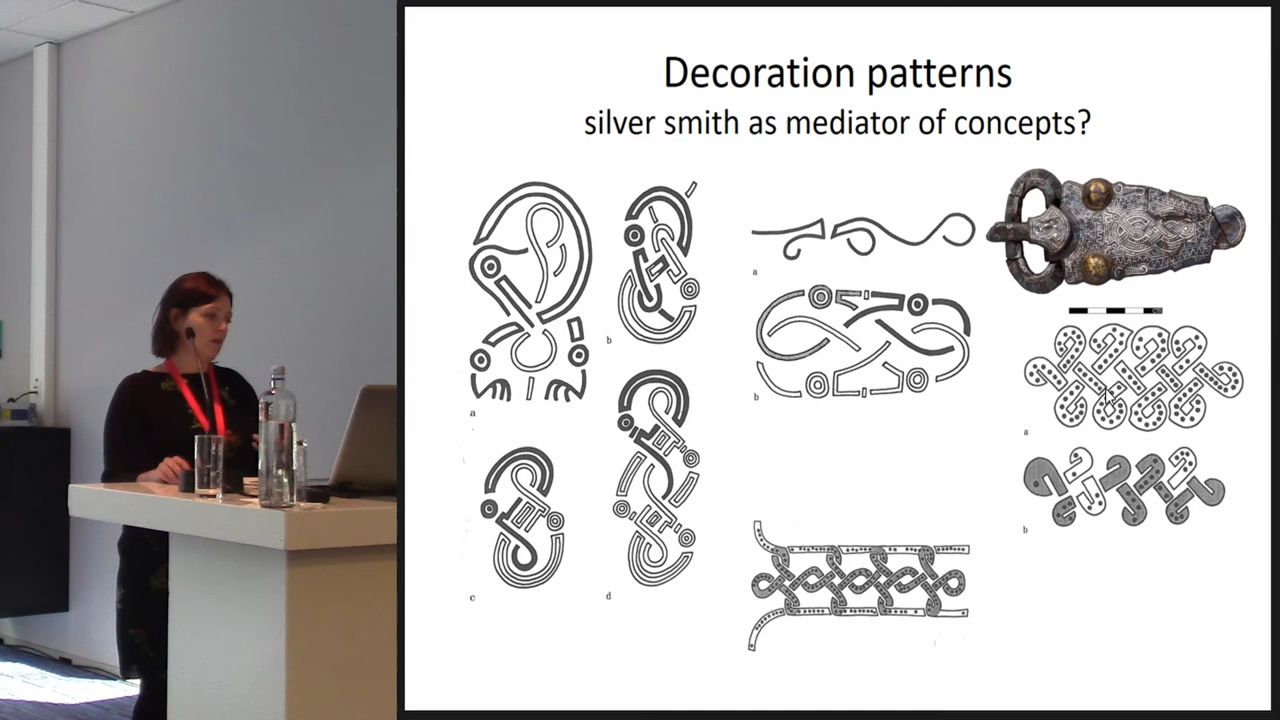 Decoration patterns
silver smith as mediator of concepts?
a
b
c
d
a
b
a
b